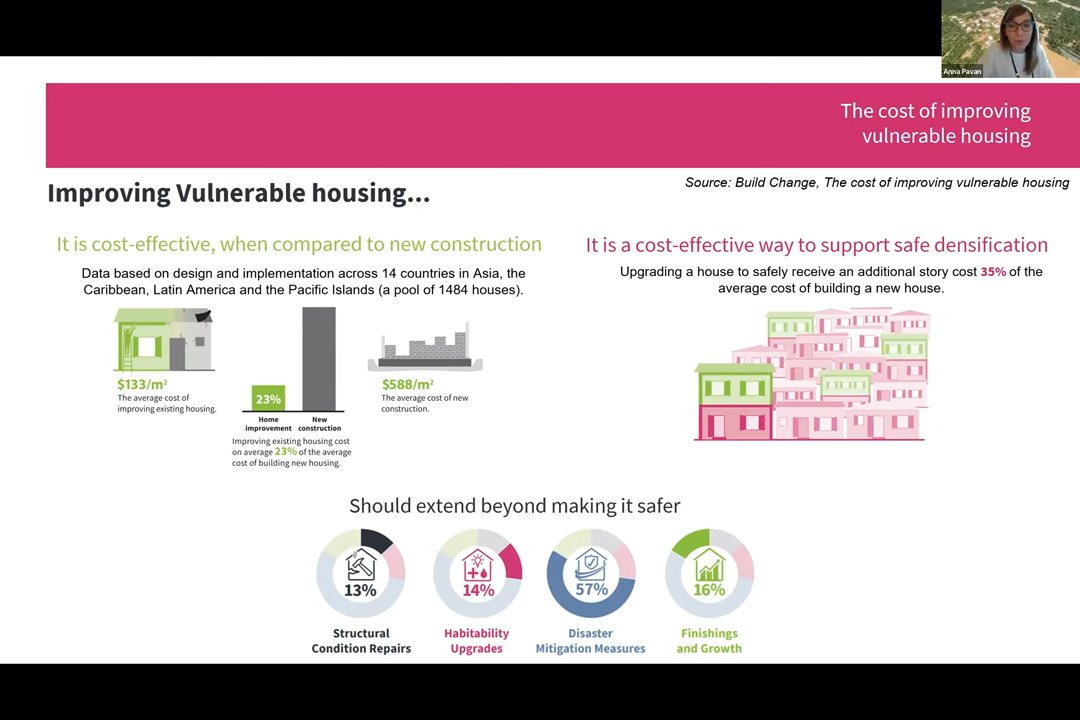 Anna Pavan
The cost of improving
vulnerable housing
Improving Vulnerable housing...
Source: Build Change, The cost of improving vulnerable housing
It is cost-effective, when compared to new construction
Data based on design and implementation across 14 countries in Asia, the
Caribbean, Latin America and the Pacific Islands (a pool of 1484 houses).
$133/m²
The average cost of
improving existing housing.
23%
Home
improvement
New
construction
Improving existing housing cost
on average 23% of the average
cost of building new housing.
$588/m²
The average cost of new
construction.
It is a cost-effective way to support safe densification
Upgrading a house to safely receive an additional story cost 35% of the
average cost of building a new house.
Should extend beyond making it safer
13%
Structural
Condition Repairs
14%
Habitability
Upgrades
57%
Disaster
Mitigation Measures
16%
Finishings
and Growth